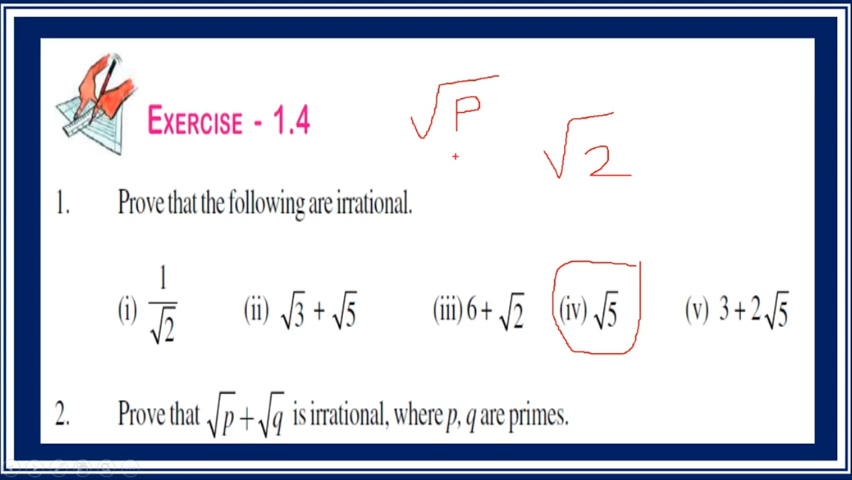 EXERCISE - 1.4
√P
√2
1. Prove that the following are irrational.
(i) 1/√2 (ii) √3 + √5 (iii) 6 + √2 (iv) √5 (v) 3 + 2√5
2. Prove that √p + √q is irrational, where p, q are primes.